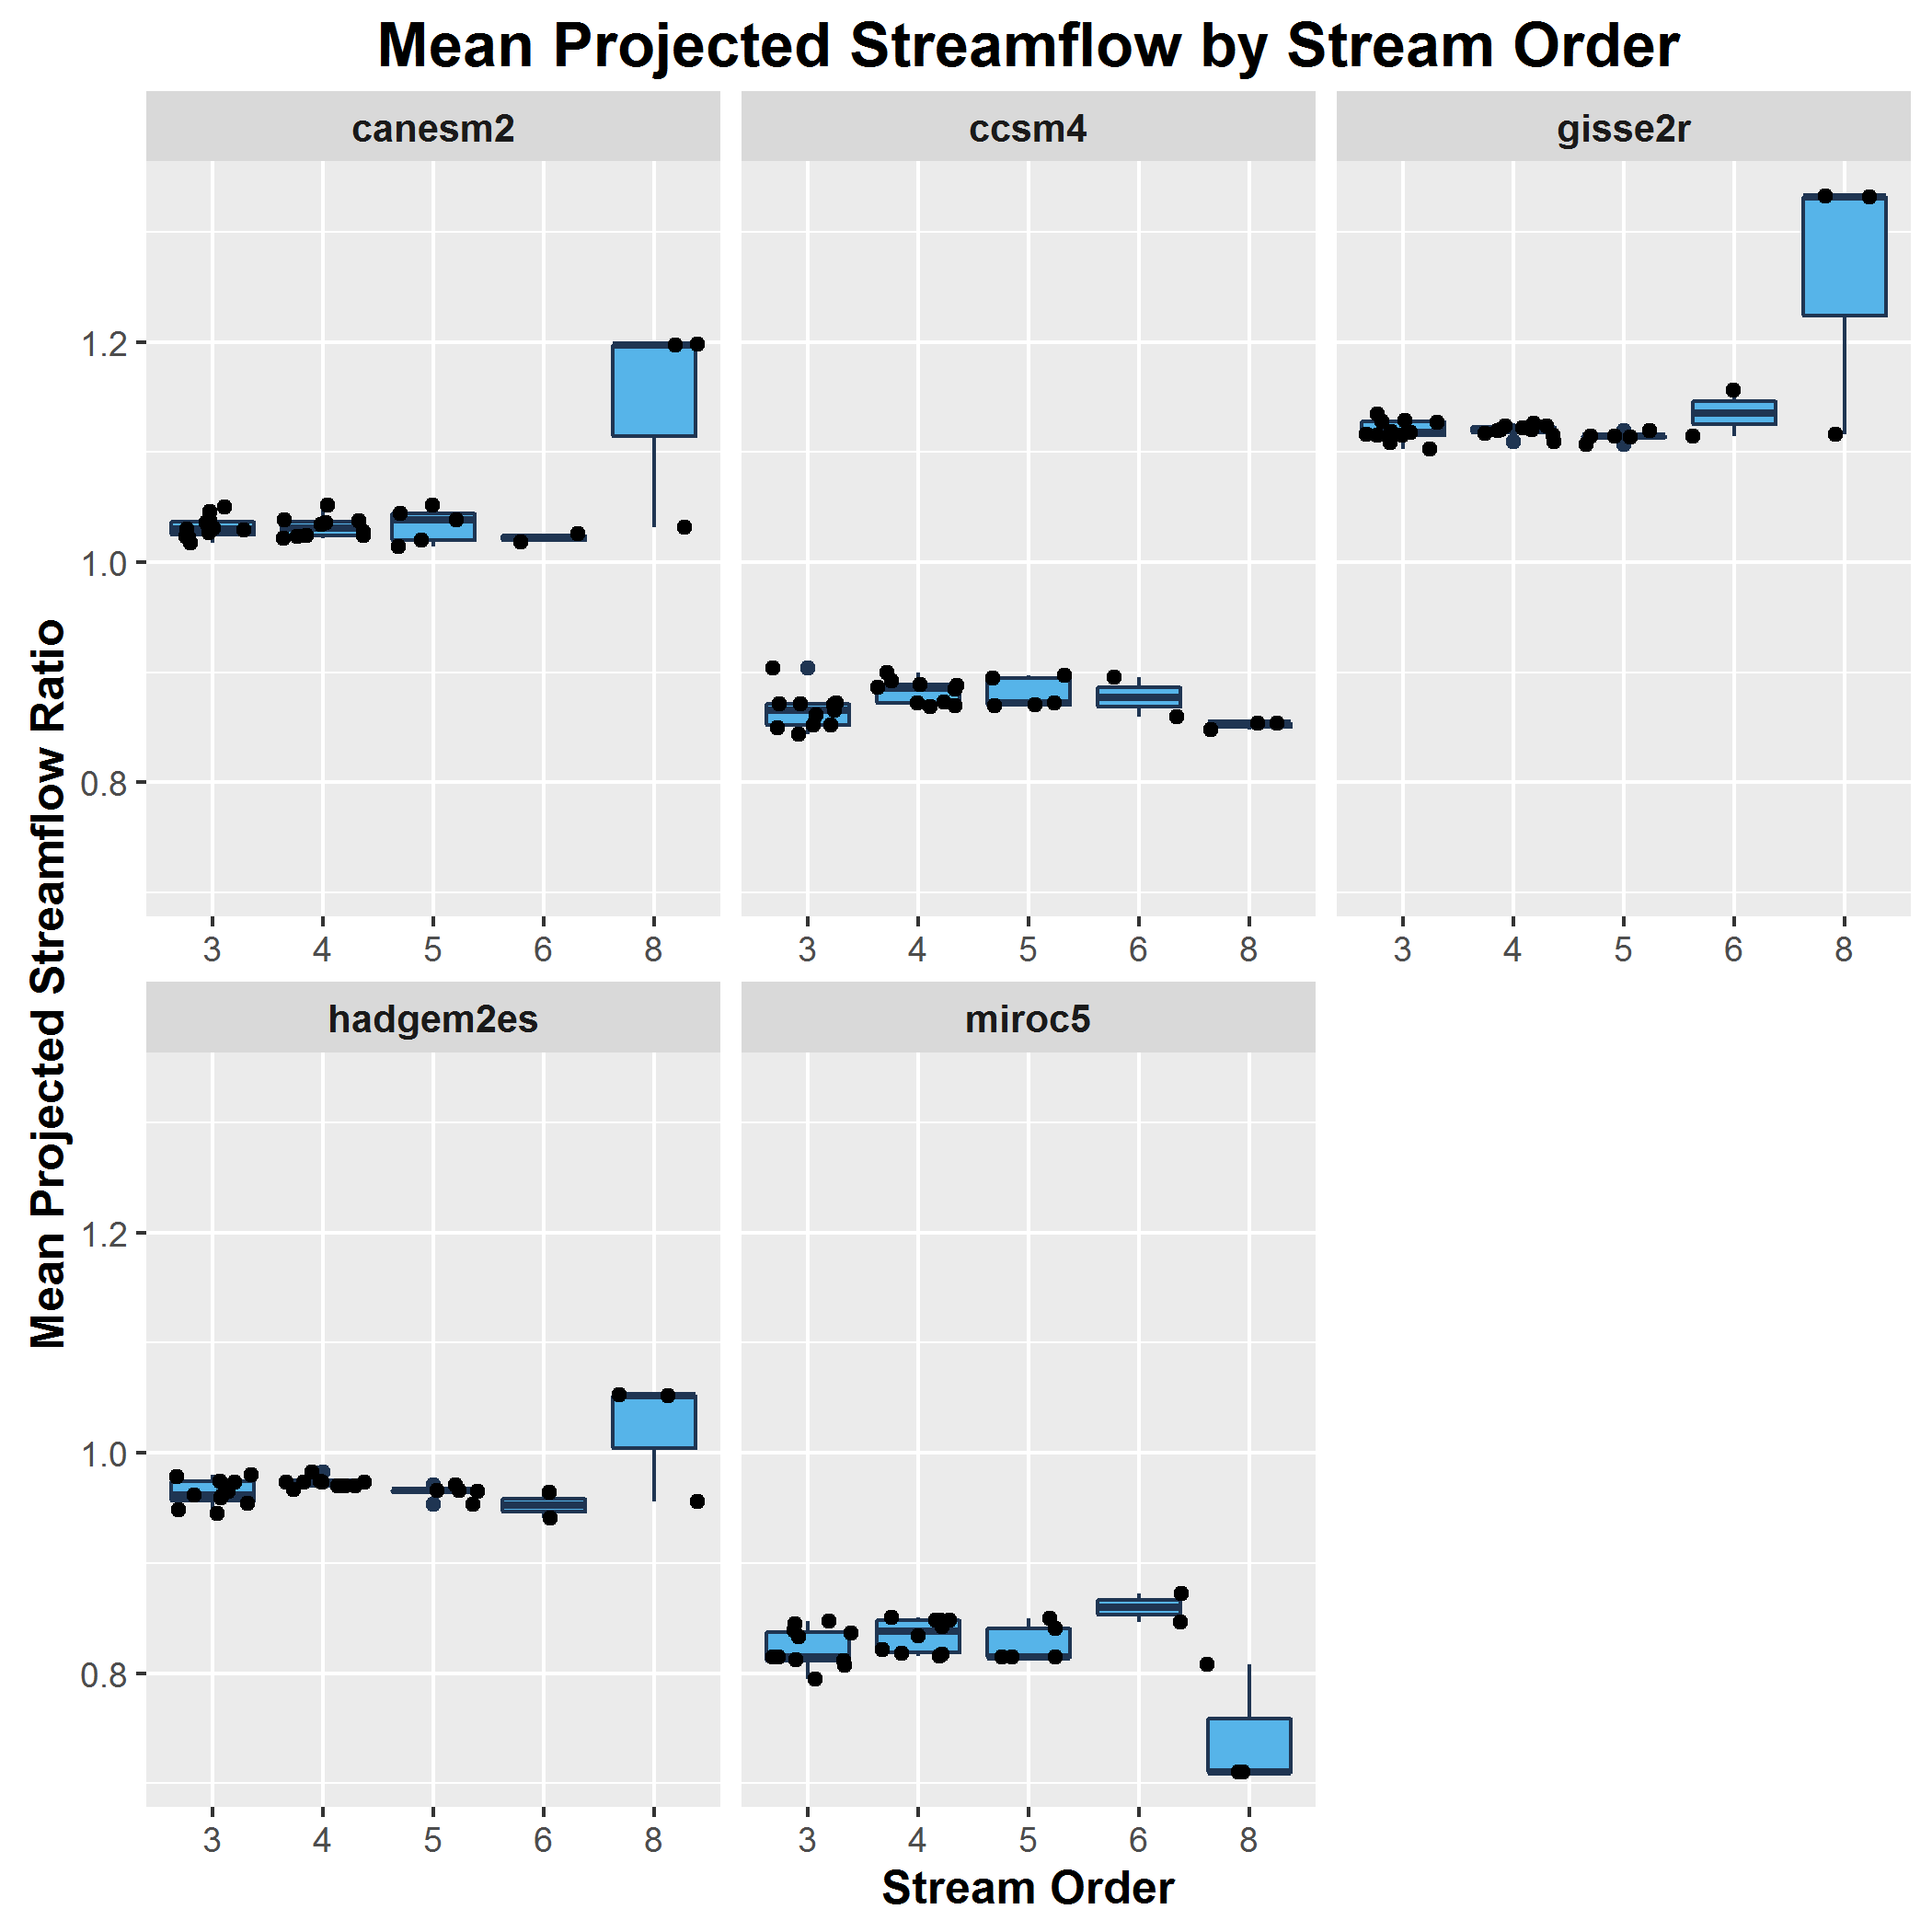 Mean Projected Streamflow by Stream Order
canesm2 ccsm4 gisse2r
1.2
1.0
0.8
3 4 5 6 8 3 4 5 6 8 3 4 5 6 8
Mean Projected Streamflow Ratio
hadgem2es miroc5
1.2
1.0
0.8
3 4 5 6 8 3 4 5 6 8
Stream Order